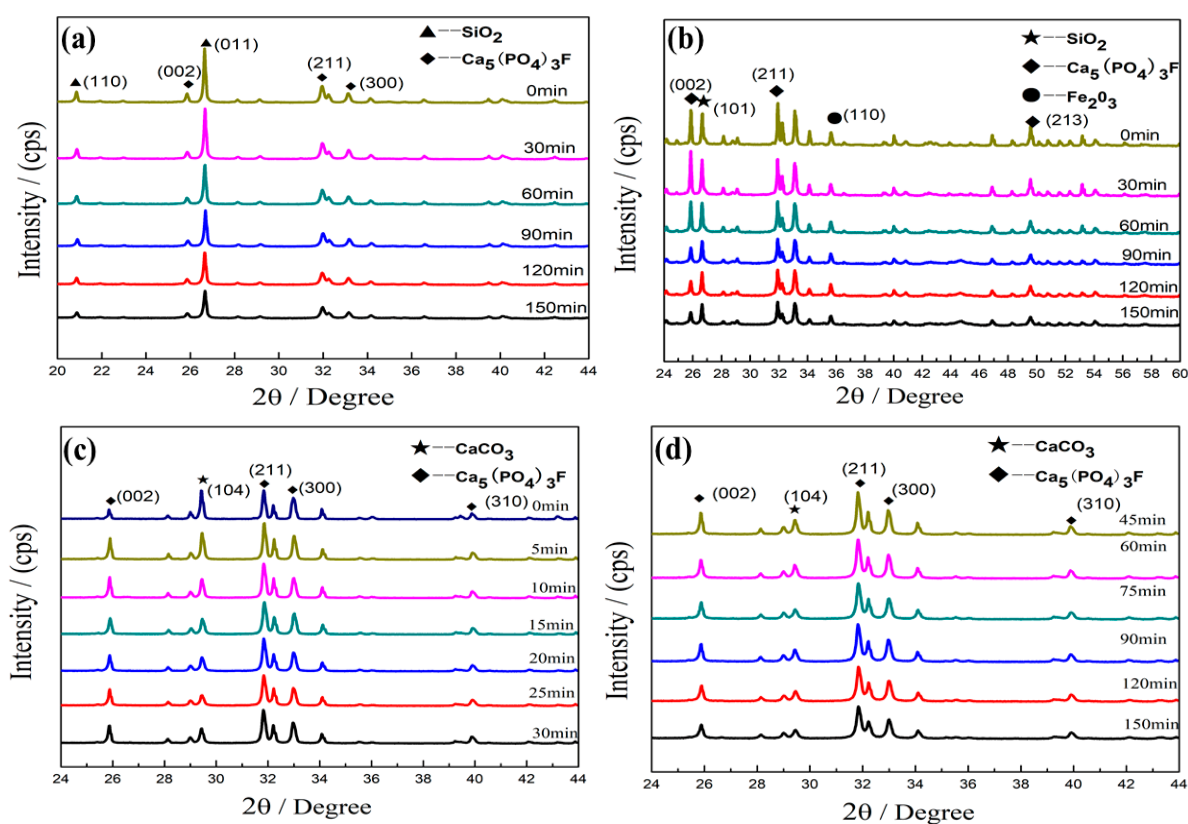 (a)
▲---SiO2
◆---Ca5(PO4)3F
(110)
(002)
(011)
(211)
(300)
0min
30min
60min
90min
120min
150min
Intensity / (cps)
20 22 24 26 28 30 32 34 36 38 40 42 44
2θ / Degree
(b)
★---SiO2
◆---Ca5(PO4)3F
●---Fe2O3
(002)
(101)
(211)
(110)
(213)
0min
30min
60min
90min
120min
150min
Intensity / (cps)
24 26 28 30 32 34 36 38 40 42 44 46 48 51 53 56 58 60
2θ / Degree
(c)
★---CaCO3
◆---Ca5(PO4)3F
(002)
(104)
(211)
(300)
(310)
0min
5min
10min
15min
20min
25min
30min
Intensity / (cps)
24 26 28 30 32 34 36 38 40 42 44
2θ / Degree
(d)
★---CaCO3
◆---Ca5(PO4)3F
(002)
(104)
(211)
(300)
(310)
45min
60min
75min
90min
120min
150min
Intensity / (cps)
24 26 28 30 32 34 36 38 40 42 44
2θ / Degree